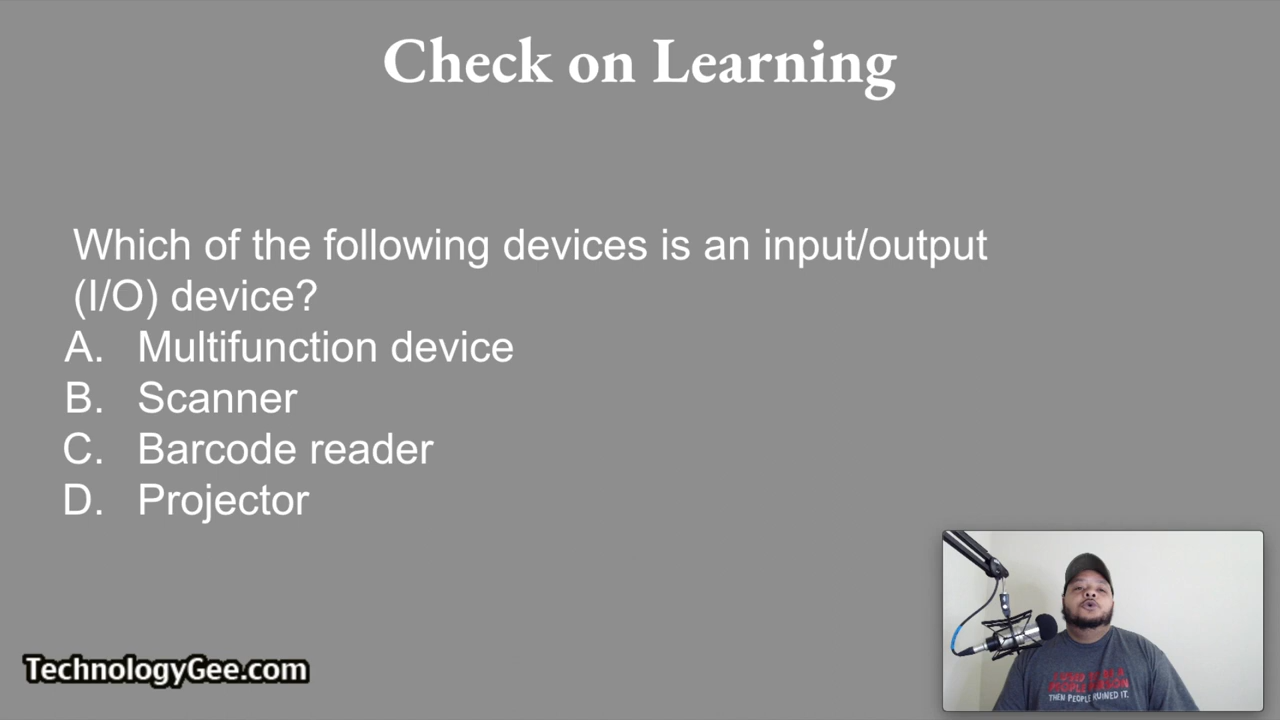 Check on Learning
Which of the following devices is an input/output
(I/O) device?
A. Multifunction device
B. Scanner
C. Barcode reader
D. Projector
TechnologyGee.com
THEN PEOPLE RUINED IT.